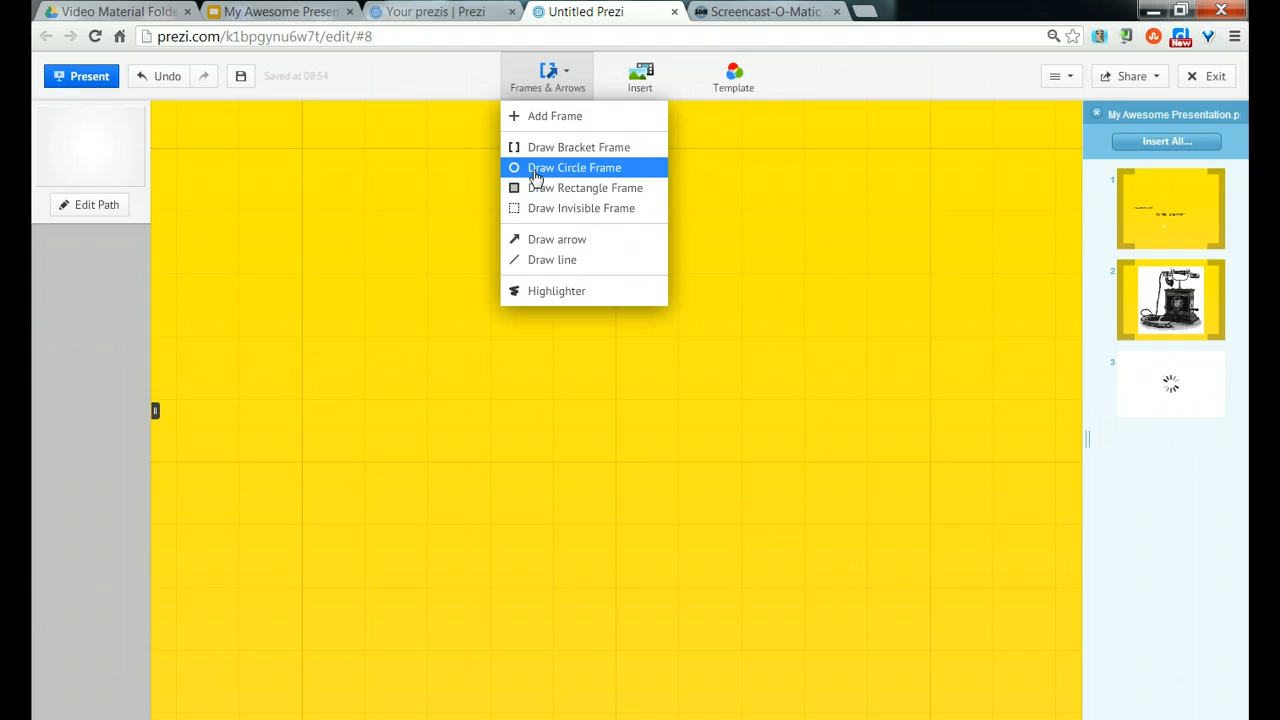 Video Material Folde
My Awesome Presen
Your prezis | Prezi
Untitled Prezi
Screencast-O-Matic
prezi.com/k1bpgynu6w7t/edit/#8
New
Present
Undo
Saved at 08:54
Frames & Arrows
Insert
Template
Share
Exit
Add Frame
Draw Bracket Frame
Draw Circle Frame
Draw Rectangle Frame
Draw Invisible Frame
Draw arrow
Draw line
Highlighter
Edit Path
My Awesome Presentation.p
Insert All...
1
2
3